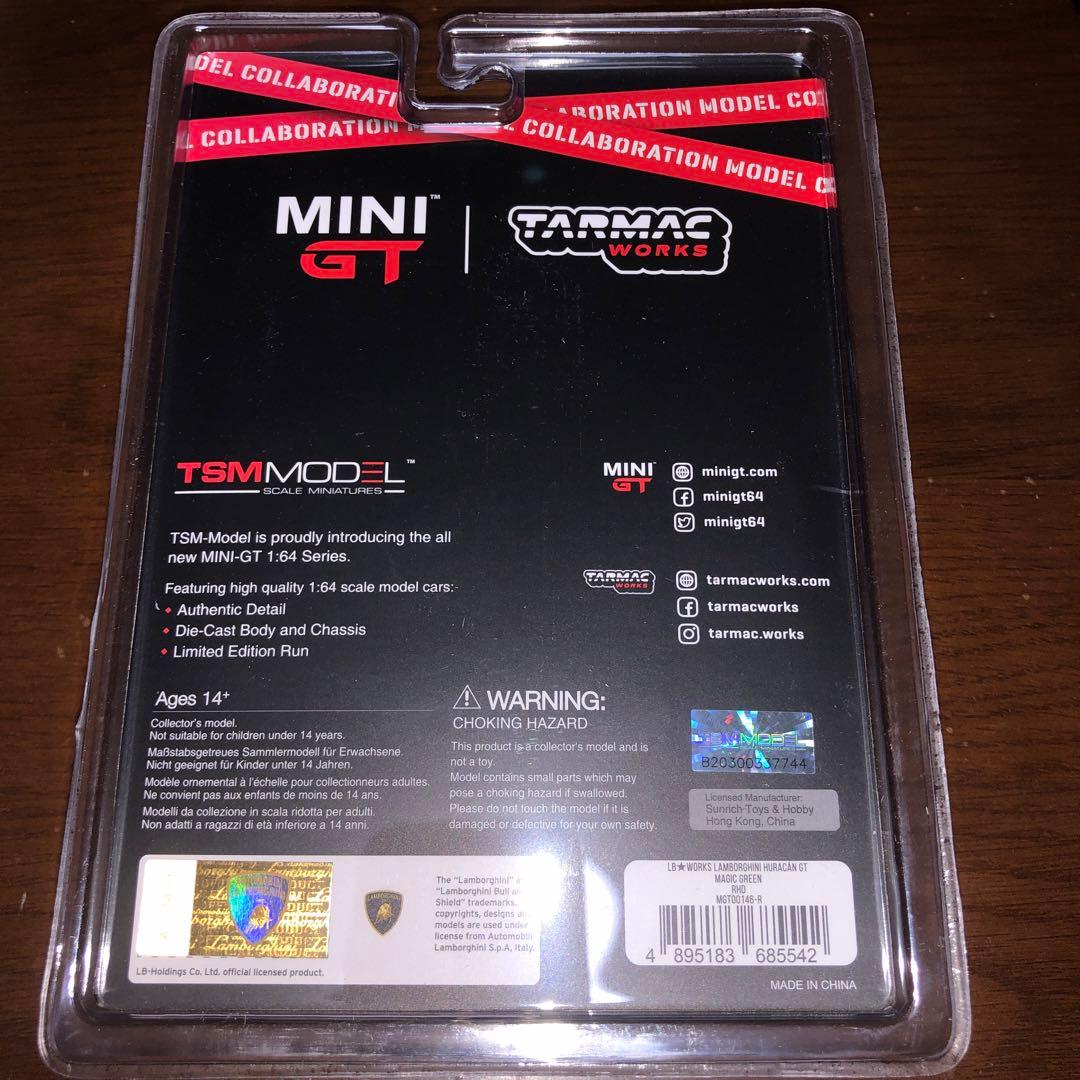 DEL COLLABORATI
ABORATION MODEL CO
L COLLABORATION M
L COLLABORATION MODEL C
MINI™
GT
TARMAC
WORKS
TSMMODEL™
SCALE MINIATURES
TSM-Model is proudly introducing the all
new MINI-GT 1:64 Series.
Featuring high quality 1:64 scale model cars:-
• Authentic Detail
• Die-Cast Body and Chassis
• Limited Edition Run
MINI
GT
minigt.com
minigt64
minigt64
TARMAC
WORKS
tarmacworks.com
tarmacworks
tarmac.works
Ages 14+
Collector's model.
Not suitable for children under 14 years.
Maßstabsgetreues Sammlermodell für Erwachsene.
Nicht geeignet für Kinder unter 14 Jahren.
Modèle ornemental à l'échelle pour collectionneurs adultes.
Ne convient pas aux enfants de moins de 14 ans.
Modelli da collezione in scala ridotta per adulti.
Non adatti a ragazzi di età inferiore a 14 anni.
WARNING:
CHOKING HAZARD
This product is a collector's model and is
not a toy.
Model contains small parts which may
pose a choking hazard if swallowed.
Please do not touch the model if it is
damaged or defective for your own safety.
TSMMODEL
B20300337744
Licensed Manufacturer:
Sunrich Toys & Hobby
Hong Kong, China
Lamborghini
LB-Holdings Co. Ltd. official licensed product.
The "Lamborghini" a
"Lamborghini Bull an
Shield" trademarks,
copyrights, designs a
models are used under
license from Automobili
Lamborghini S.p.A, Italy.
LB★WORKS LAMBORGHINI HURACÁN GT
MAGIC GREEN
RHD
MGT00146-R
4 895183 685542
MADE IN CHINA